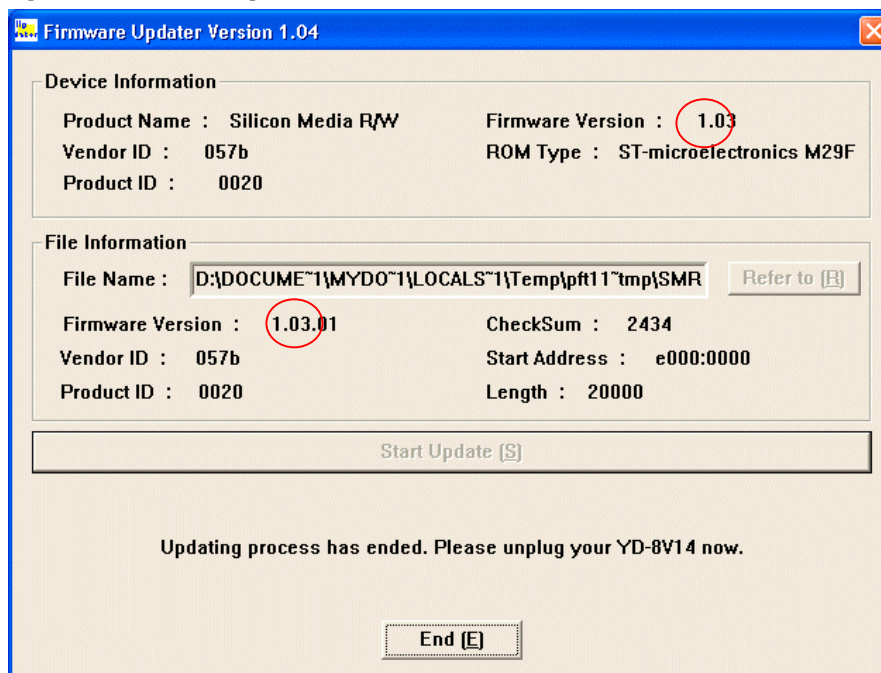 Firmware Updater Version 1.04
Device Information
Product Name : Silicon Media R/W
Firmware Version : 1.03
Vendor ID : 057b
ROM Type : ST-microelectronics M29F
Product ID : 0020
File Information
File Name : D:\DOCUME~1\MYDO~1\LOCALS~1\Temp\pft11~tmp\SMR
Refer to (R)
Firmware Version : 1.03.01
CheckSum : 2434
Vendor ID : 057b
Start Address : e000:0000
Product ID : 0020
Length : 20000
Start Update (S)
Updating process has ended. Please unplug your YD-8V14 now.
End (E)